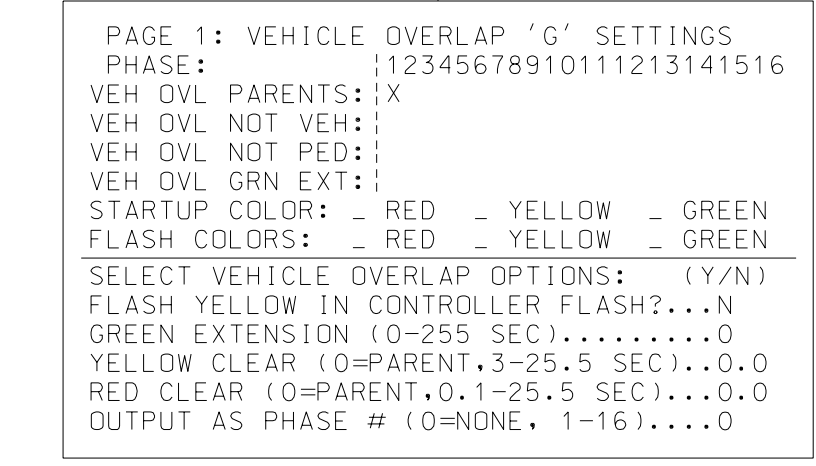 PAGE 1: VEHICLE OVERLAP 'G' SETTINGS
PHASE: |12345678910111213141516
VEH OVL PARENTS:|X
VEH OVL NOT VEH:|
VEH OVL NOT PED:|
VEH OVL GRN EXT:|
STARTUP COLOR: _ RED _ YELLOW _ GREEN
FLASH COLORS: _ RED _ YELLOW _ GREEN
SELECT VEHICLE OVERLAP OPTIONS: (Y/N)
FLASH YELLOW IN CONTROLLER FLASH?...N
GREEN EXTENSION (0-255 SEC).........0
YELLOW CLEAR (0=PARENT,3-25.5 SEC)..0.0
RED CLEAR (0=PARENT,0.1-25.5 SEC)...0.0
OUTPUT AS PHASE # (0=NONE, 1-16)....0